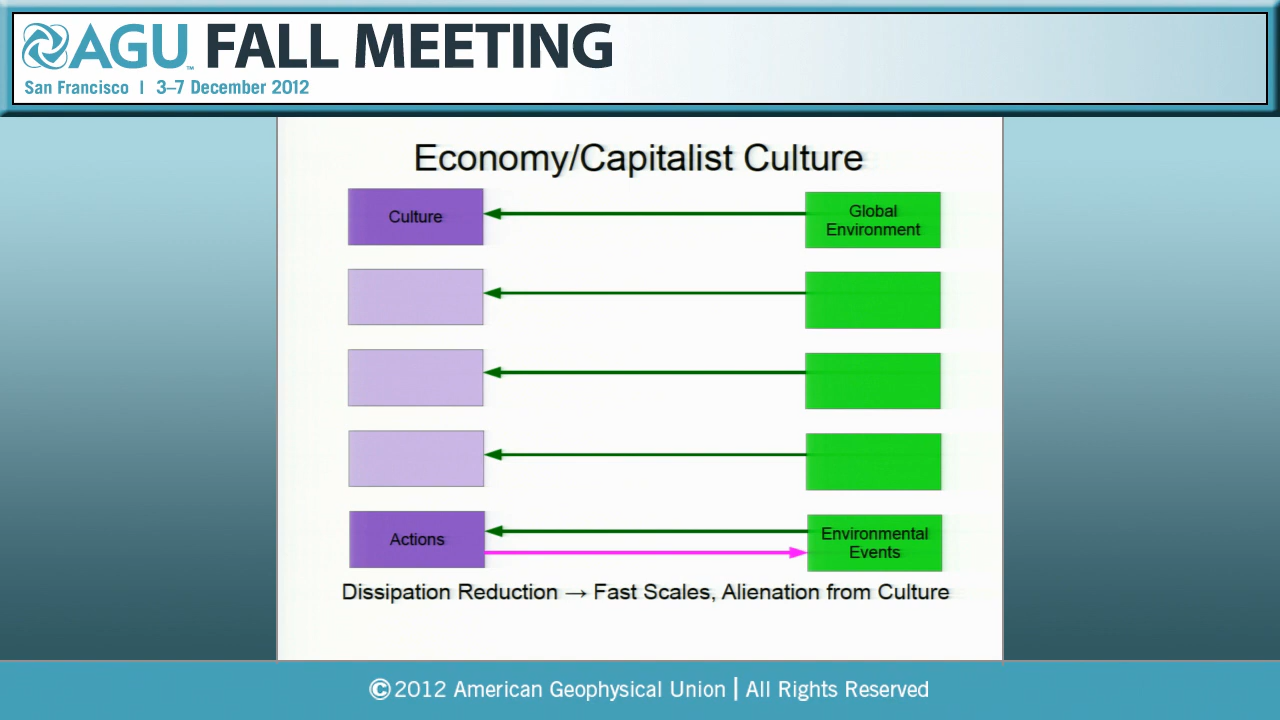 AGU™ FALL MEETING
San Francisco | 3–7 December 2012
Economy/Capitalist Culture
Culture
Global
Environment
Actions
Environmental
Events
Dissipation Reduction → Fast Scales, Alienation from Culture
©2012 American Geophysical Union | All Rights Reserved